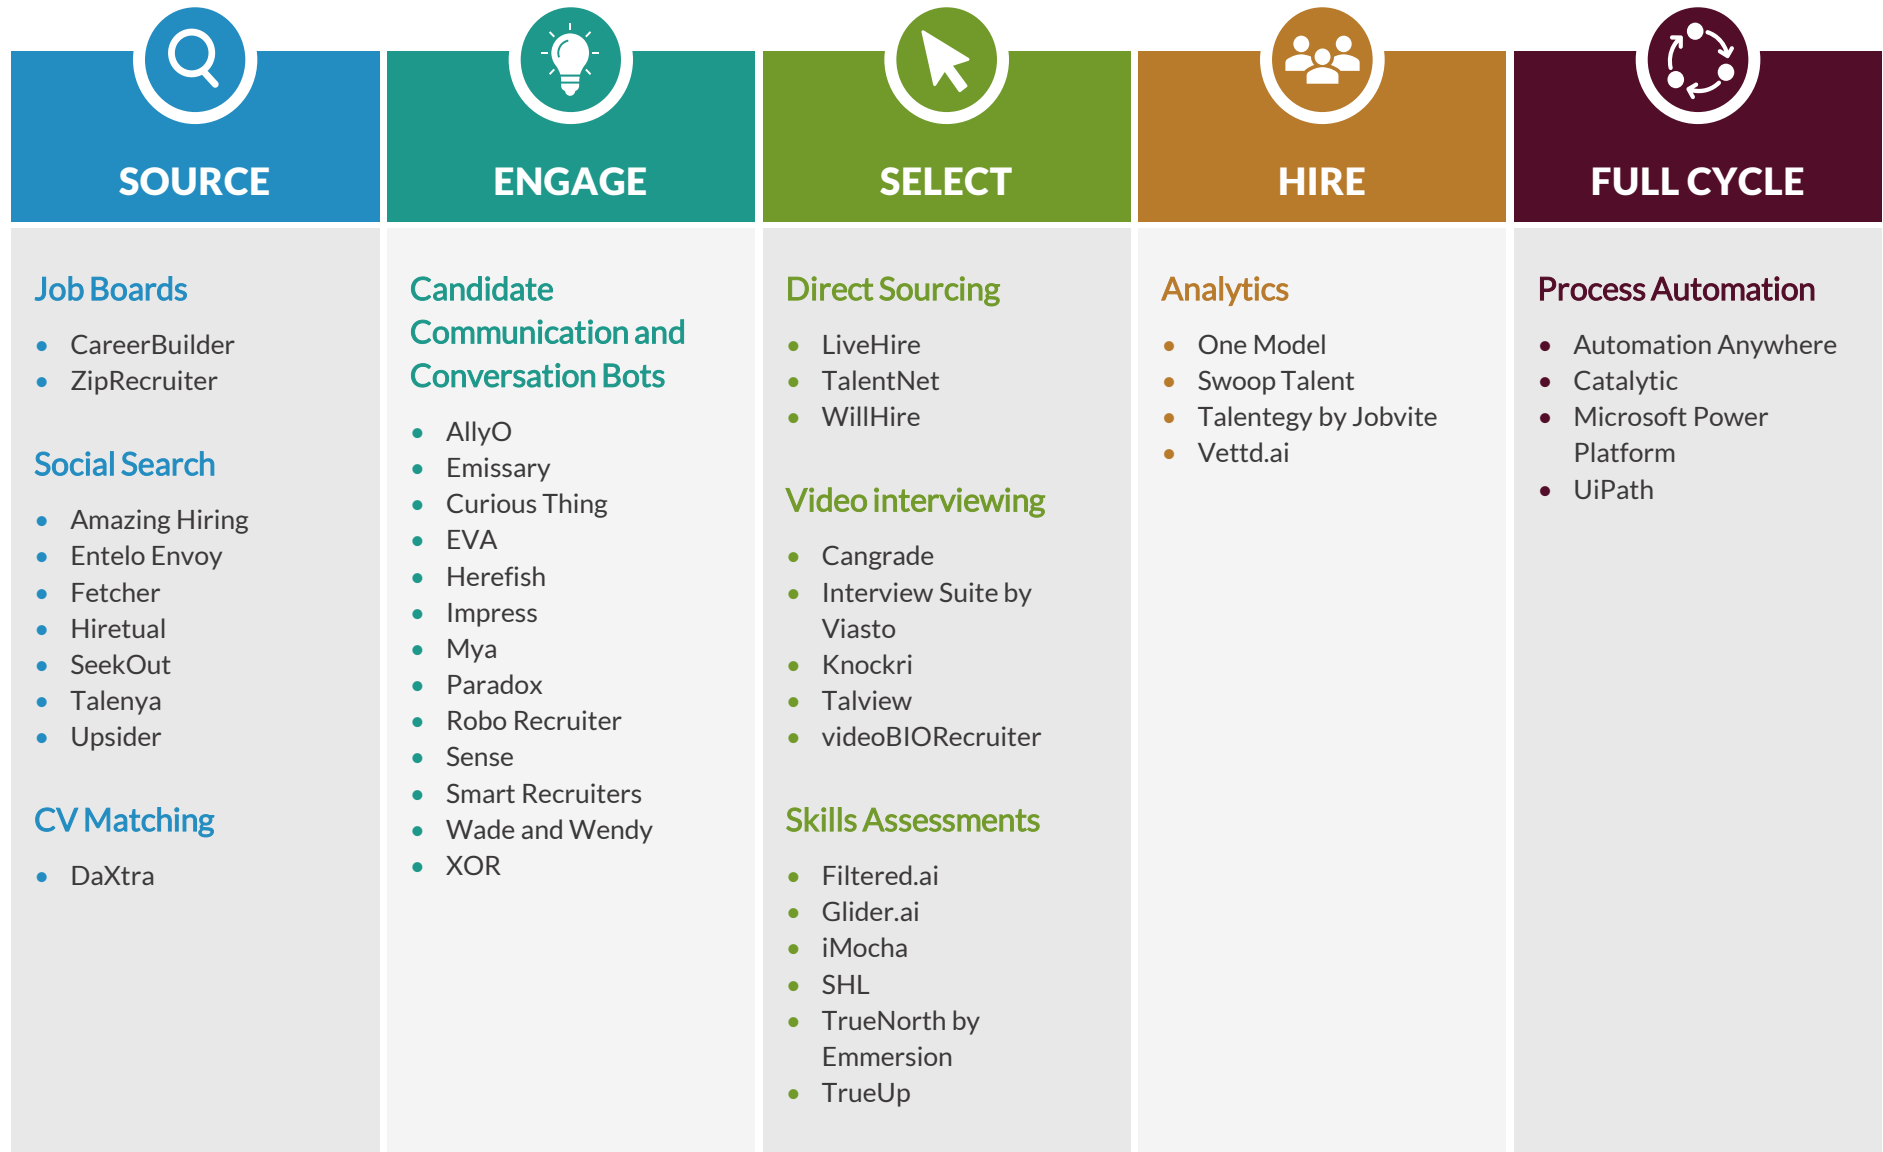 SOURCE
Job Boards
CareerBuilder
ZipRecruiter
Social Search
Amazing Hiring
Entelo Envoy
Fetcher
Hiretual
SeekOut
Talenya
Upsider
CV Matching
DaXtra
ENGAGE
Candidate
Communication and
Conversation Bots
AllyO
Emissary
Curious Thing
EVA
Herefish
Impress
Mya
Paradox
Robo Recruiter
Sense
Smart Recruiters
Wade and Wendy
XOR
SELECT
Direct Sourcing
LiveHire
TalentNet
WillHire
Video interviewing
Cangrade
Interview Suite by
Viasto
Knockri
Talview
videoBIORecruiter
Skills Assessments
Filtered.ai
Glider.ai
iMocha
SHL
TrueNorth by
Emmersion
TrueUp
HIRE
Analytics
One Model
Swoop Talent
Talentegy by Jobvite
Vettd.ai
FULL CYCLE
Process Automation
Automation Anywhere
Catalytic
Microsoft Power
Platform
UiPath